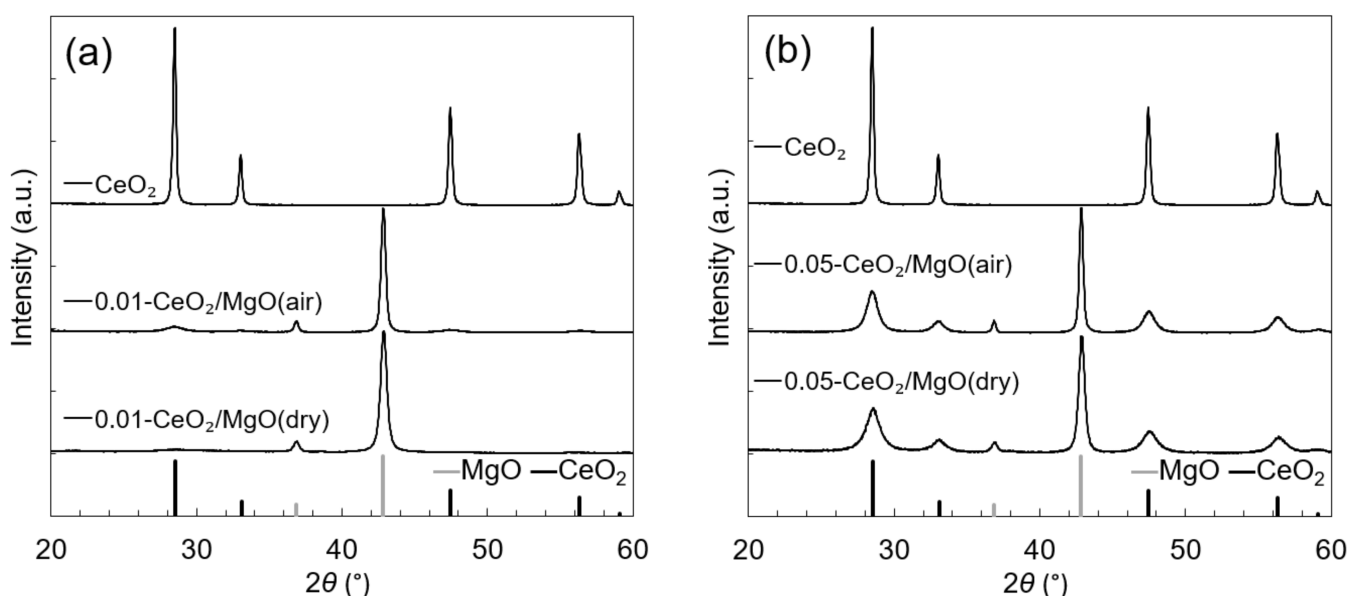 (a)
CeO₂
0.01-CeO₂/MgO(air)
0.01-CeO₂/MgO(dry)
MgO CeO₂
20 30 40 50 60
2θ (°)
Intensity (a.u.)
(b)
CeO₂
0.05-CeO₂/MgO(air)
0.05-CeO₂/MgO(dry)
MgO CeO₂
20 30 40 50 60
2θ (°)
Intensity (a.u.)